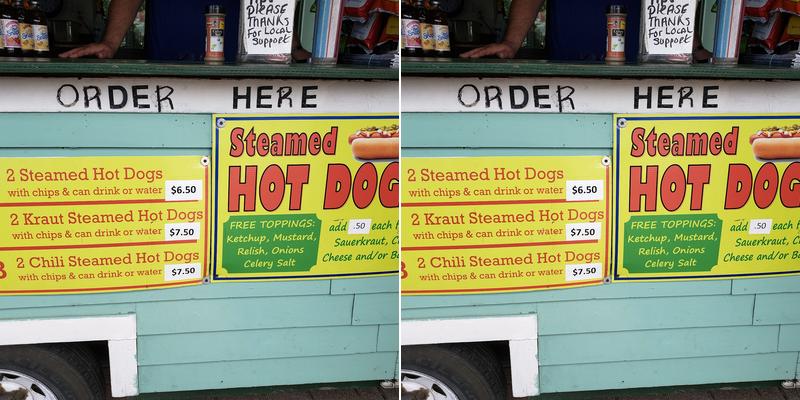 PLEASE
THANKS
For Local
Support
ORDER HERE
2 Steamed Hot Dogs
with chips & can drink or water $6.50
2 Kraut Steamed Hot Dogs
with chips & can drink or water $7.50
2 Chili Steamed Hot Dogs
with chips & can drink or water $7.50
Steamed
HOT DOG
FREE TOPPINGS:
Ketchup, Mustard,
Relish, Onions
Celery Salt
add .50 each
Sauerkraut,
Cheese and/or
PLEASE
THANKS
For Local
Support
ORDER HERE
2 Steamed Hot Dogs
with chips & can drink or water $6.50
2 Kraut Steamed Hot Dogs
with chips & can drink or water $7.50
2 Chili Steamed Hot Dogs
with chips & can drink or water $7.50
Steamed
HOT DOG
FREE TOPPINGS:
Ketchup, Mustard,
Relish, Onions
Celery Salt
add .50 each
Sauerkraut,
Cheese and/or